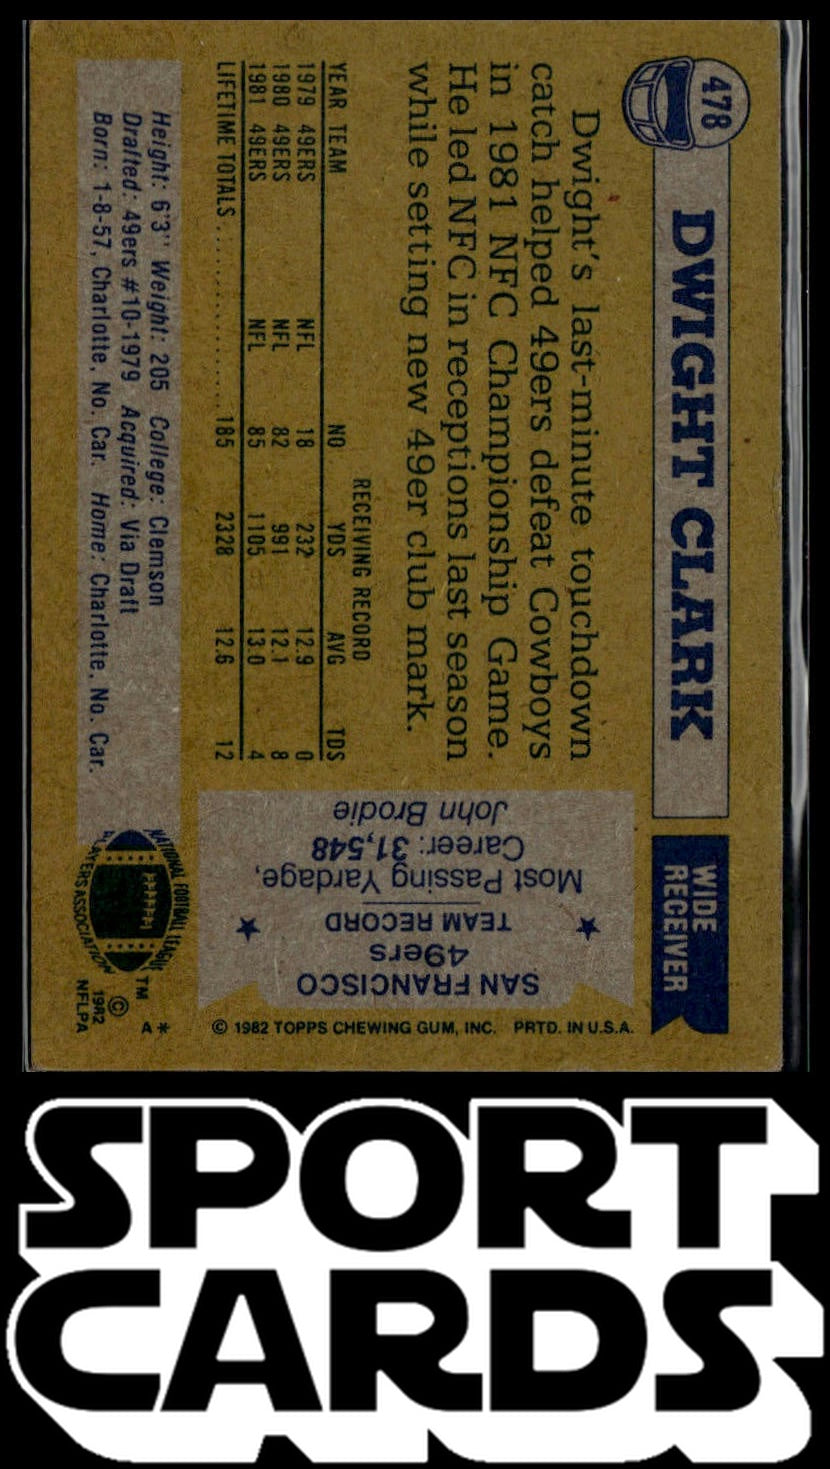 478
DWIGHT CLARK
WIDE
RECEIVER
Dwight's last-minute touchdown
catch helped 49ers defeat Cowboys
in 1981 NFC Championship Game.
He led NFC in receptions last season
while setting new 49er club mark.
RECEIVING RECORD
YEAR TEAM NO YDS AVG TDS
1979 49ERS NFL 18 232 12.9 0
1980 49ERS NFL 82 991 12.1 8
1981 49ERS NFL 85 1105 13.0 4
LIFETIME TOTALS 185 2328 12.6 12
Height: 6'3" Weight: 205 College: Clemson
Drafted: 49ers #10-1979 Acquired: Via Draft
Born: 1-8-57, Charlotte, No. Car. Home: Charlotte, No. Car.
SAN FRANCISCO
49ers
TEAM RECORD
Most Passing Yardage,
Career: 31,548
John Brodie
NATIONAL FOOTBALL LEAGUE
PLAYERS ASSOCIATION
TM
©
1982
NFLPA
A*
© 1982 TOPPS CHEWING GUM, INC. PRTD. IN U.S.A.
SPORT
CARDS